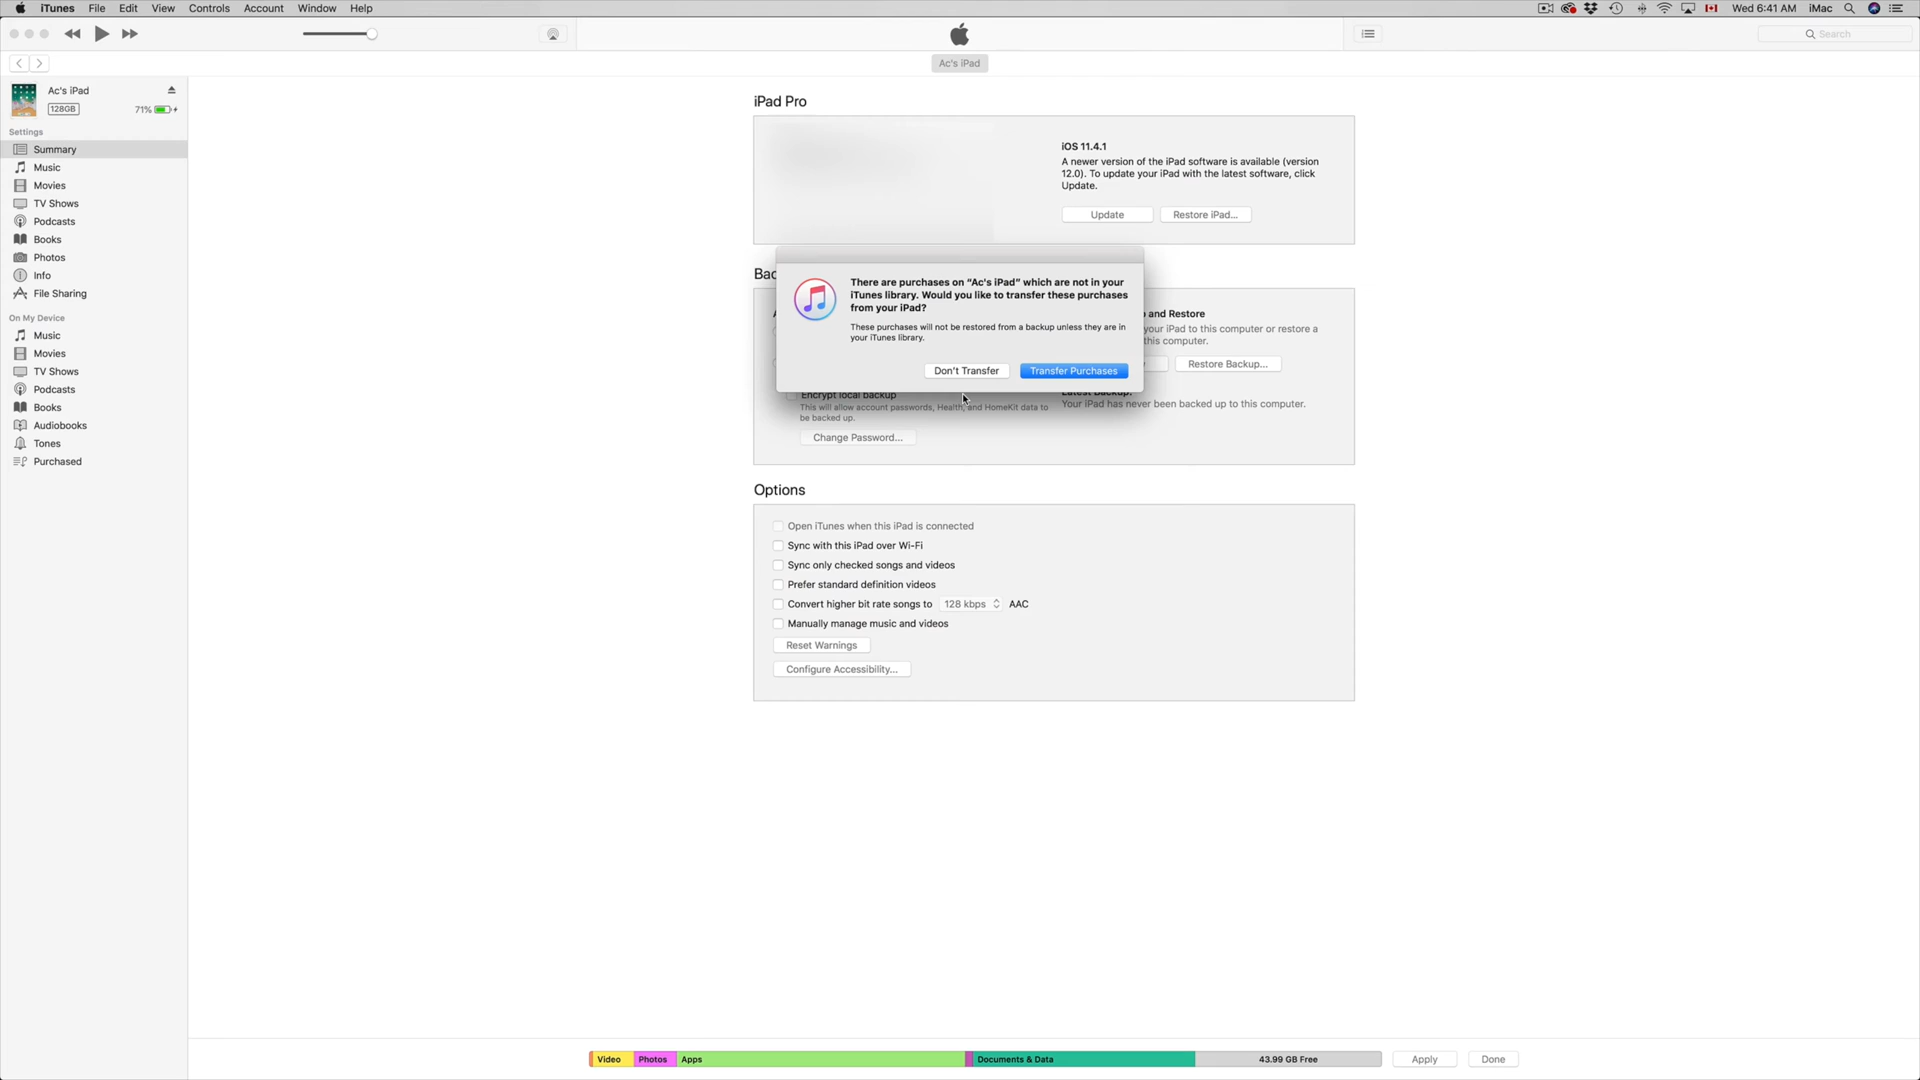 iTunes File Edit View Controls Account Window Help
Wed 6:41 AM iMac
Search
Ac's iPad
Ac's iPad
128GB 71%
Settings
Summary
Music
Movies
TV Shows
Podcasts
Books
Photos
Info
File Sharing
On My Device
Music
Movies
TV Shows
Podcasts
Books
Audiobooks
Tones
Purchased
iPad Pro
iOS 11.4.1
A newer version of the iPad software is available (version
12.0). To update your iPad with the latest software, click
Update.
Update Restore iPad...
There are purchases on “Ac's iPad” which are not in your
iTunes library. Would you like to transfer these purchases
from your iPad?
These purchases will not be restored from a backup unless they are in
your iTunes library.
Don't Transfer Transfer Purchases
and Restore
your iPad to this computer or restore a
this computer.
Restore Backup...
Encrypt local backup
This will allow account passwords, Health, and HomeKit data to
be backed up.
Change Password...
Latest Backup:
Your iPad has never been backed up to this computer.
Options
Open iTunes when this iPad is connected
Sync with this iPad over Wi-Fi
Sync only checked songs and videos
Prefer standard definition videos
Convert higher bit rate songs to 128 kbps AAC
Manually manage music and videos
Reset Warnings
Configure Accessibility...
Video Photos Apps Documents & Data 43.99 GB Free Apply Done